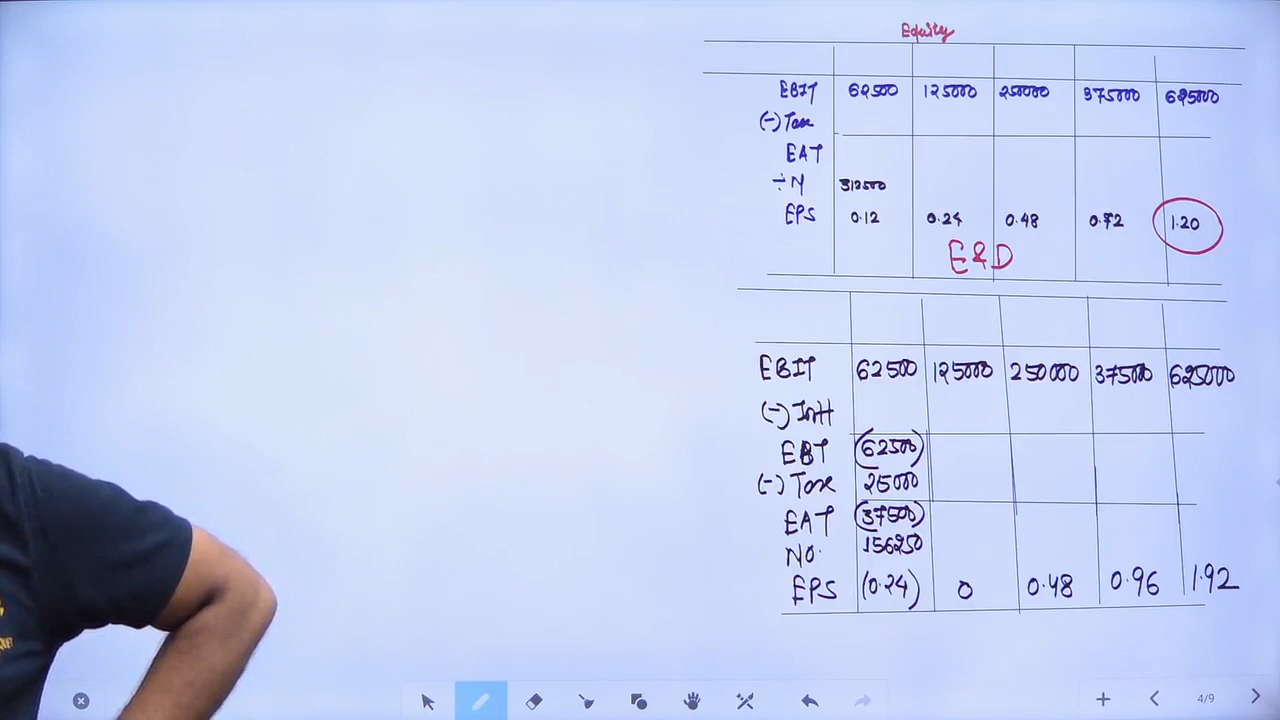 Equity
EBIT 62500 125000 250000 375000 625000
(-) Tax
EAT
÷ N 312500
EPS 0.12 0.24 0.48 0.72 1.20
E&D
EBIT 62500 125000 250000 375000 625000
(-) Intt
EBT (62500)
(-) Tax 25000
EAT (37500)
NO. 156250
EPS (0.24) 0 0.48 0.96 1.92
4/9